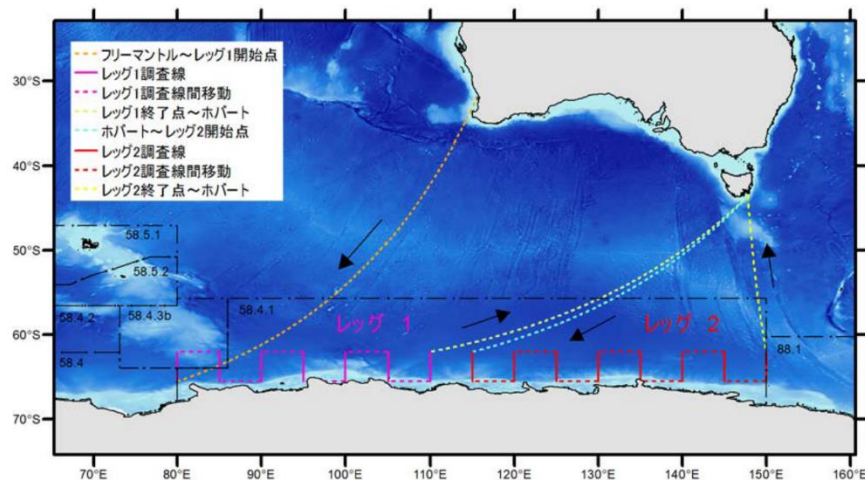 フリーマントル～レッグ1開始点
レッグ1調査線
レッグ1調査線間移動
レッグ1終了点～ホバート
ホバート～レッグ2開始点
レッグ2調査線
レッグ2調査線間移動
レッグ2終了点～ホバート
30°S
40°S
50°S
60°S
70°S
58.5.1
58.5.2
58.4.2
58.4.3b
58.4.1
58.4
88.1
レッグ 1
レッグ 2
70°E
80°E
90°E
100°E
110°E
120°E
130°E
140°E
150°E
160°E